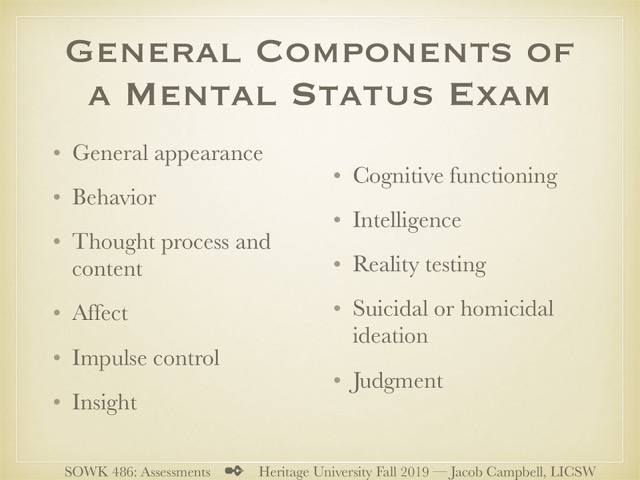 General Components of
a Mental Status Exam
• General appearance
• Behavior
• Thought process and
content
• Affect
• Impulse control
• Insight
• Cognitive functioning
• Intelligence
• Reality testing
• Suicidal or homicidal
ideation
• Judgment
SOWK 486: Assessments ✒ Heritage University Fall 2019 — Jacob Campbell, LICSW